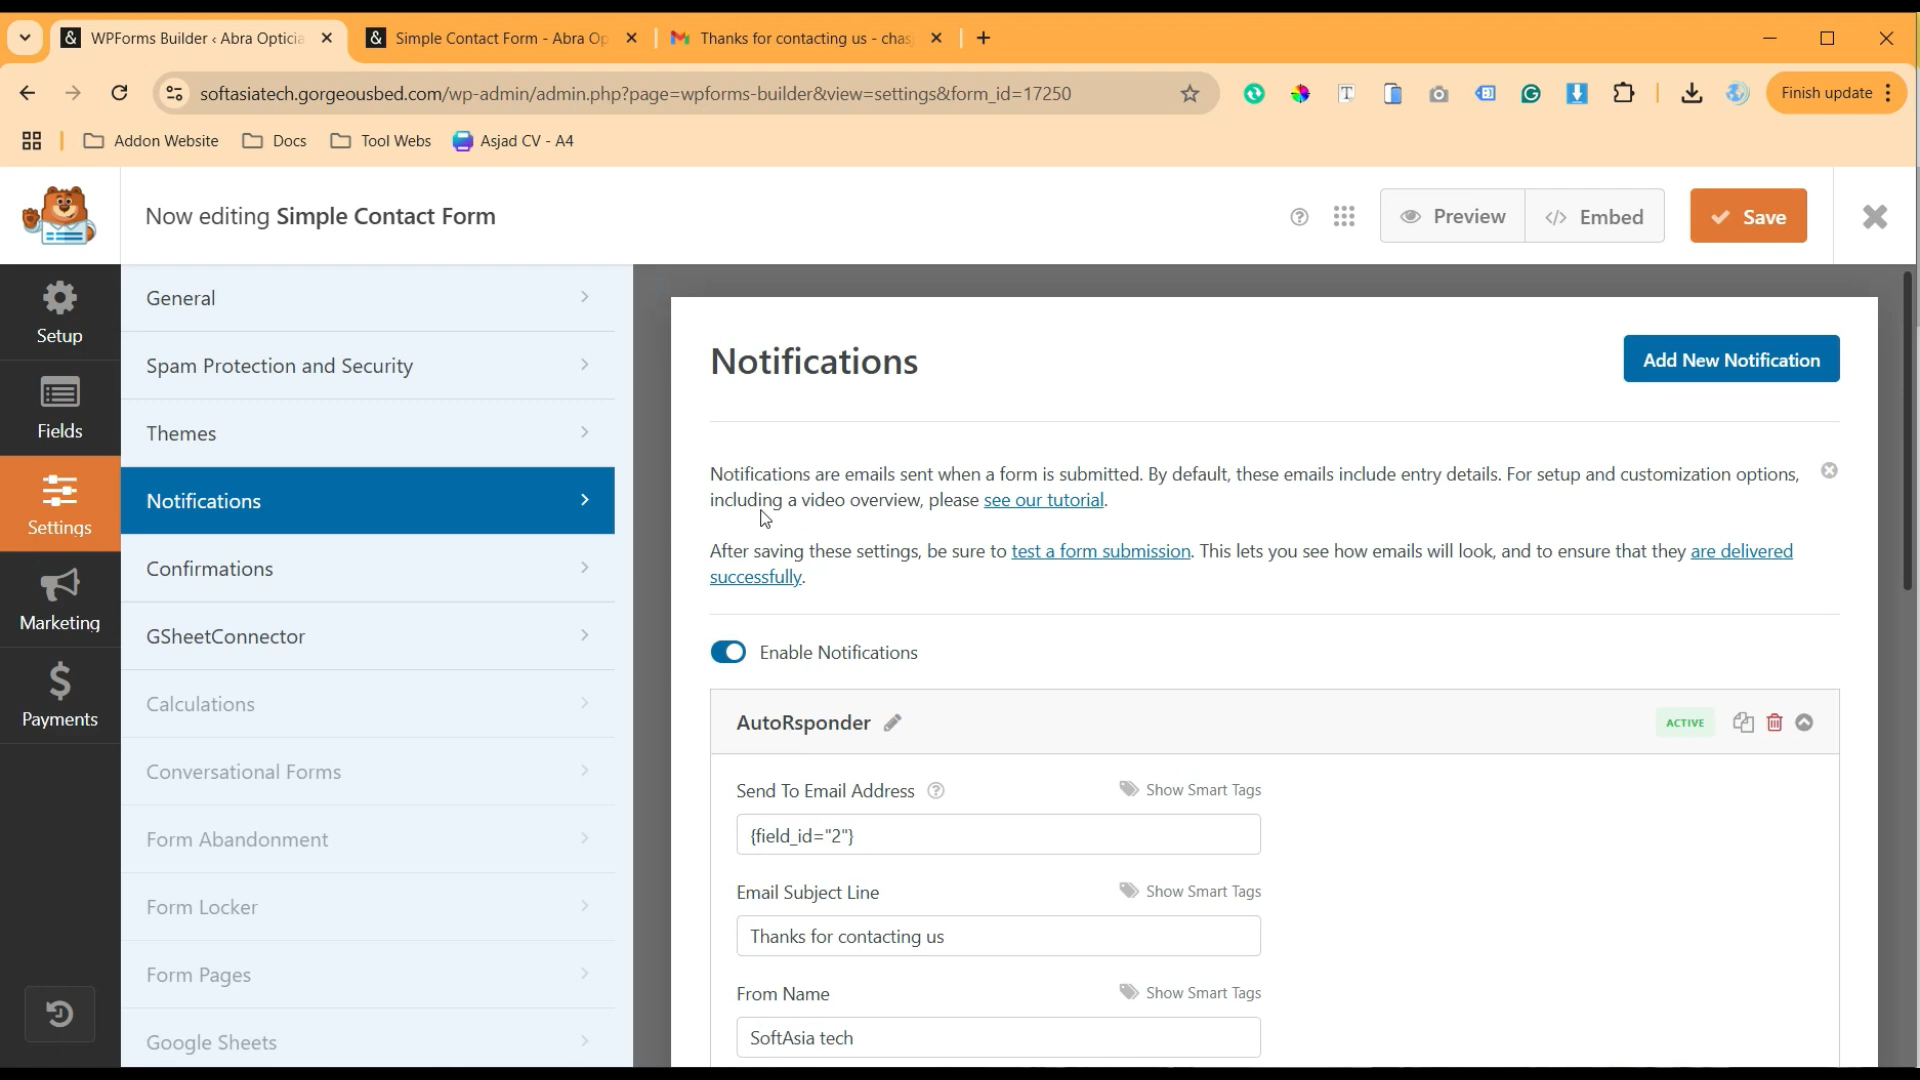 WPForms Builder ‹ Abra Opticia
Simple Contact Form - Abra Op
Thanks for contacting us - chas
softasiatech.gorgeousbed.com/wp-admin/admin.php?page=wpforms-builder&view=settings&form_id=17250
Finish update
Addon Website
Docs
Tool Webs
Asjad CV - A4
Now editing Simple Contact Form
Preview
Embed
Save
Setup
Fields
Settings
Marketing
Payments
General
Spam Protection and Security
Themes
Notifications
Confirmations
GSheetConnector
Calculations
Conversational Forms
Form Abandonment
Form Locker
Form Pages
Google Sheets
Notifications
Add New Notification
Notifications are emails sent when a form is submitted. By default, these emails include entry details. For setup and customization options,
including a video overview, please see our tutorial.
After saving these settings, be sure to test a form submission. This lets you see how emails will look, and to ensure that they are delivered
successfully.
Enable Notifications
AutoRsponder
ACTIVE
Send To Email Address
Show Smart Tags
{field_id="2"}
Email Subject Line
Show Smart Tags
Thanks for contacting us
From Name
Show Smart Tags
SoftAsia tech